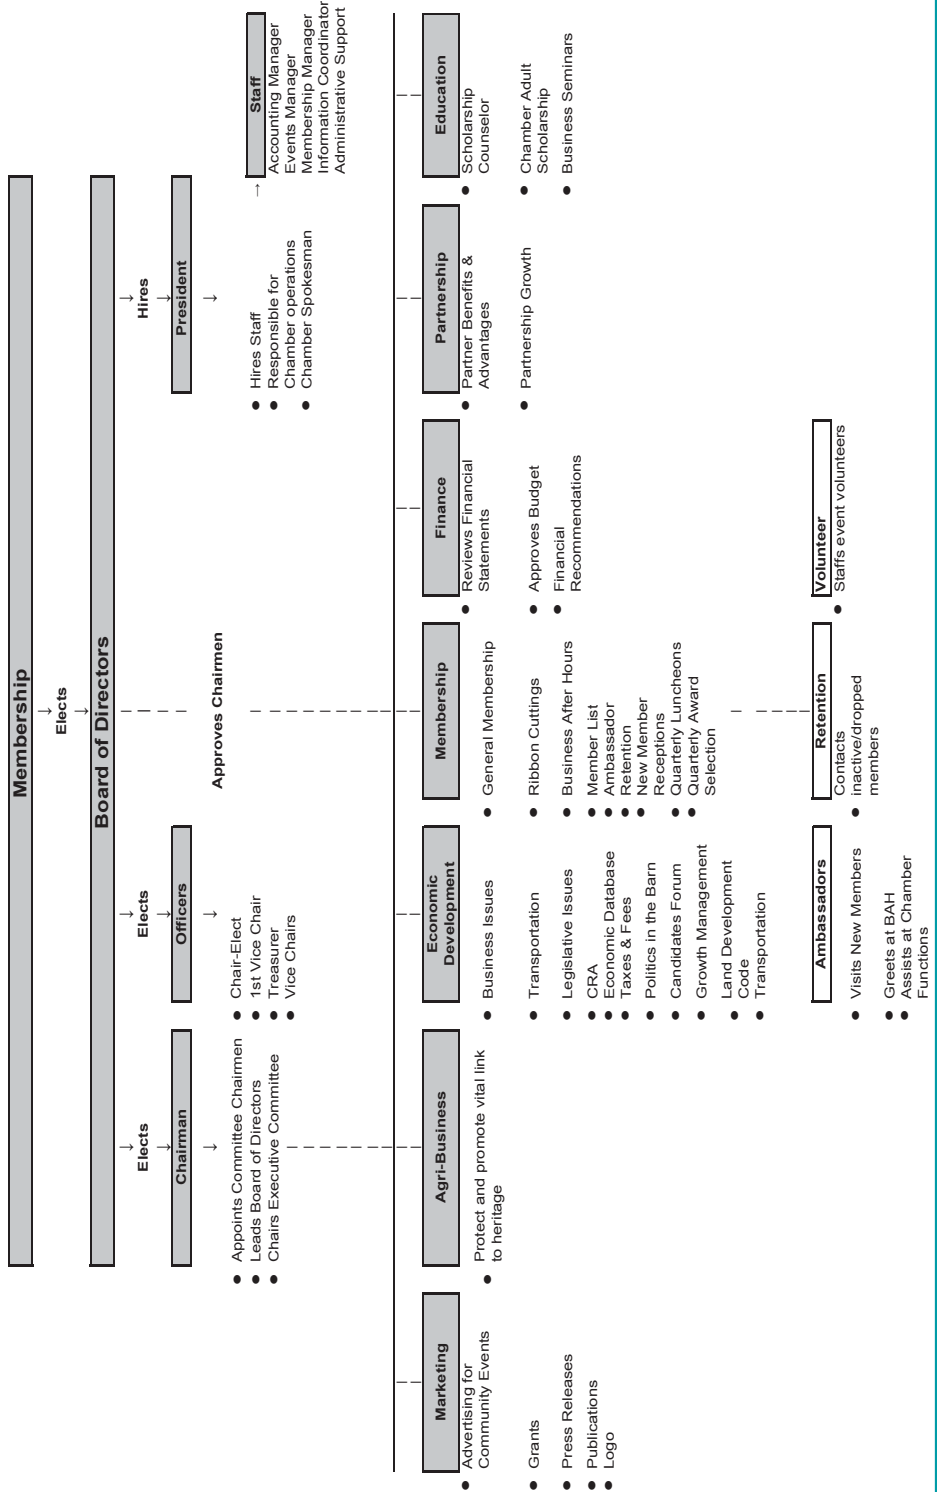 Membership
Elects
Board of Directors
Elects
Elects
Hires
Chairman
Officers
President
Approves Chairmen
• Appoints Committee Chairmen
• Leads Board of Directors
• Chairs Executive Committee
• Chair-Elect
• 1st Vice Chair
• Treasurer
• Vice Chairs
• Hires Staff
• Responsible for
Chamber operations
• Chamber Spokesman
Staff
Accounting Manager
Events Manager
Membership Manager
Information Coordinator
Administrative Support
Marketing
• Advertising for
Community Events
• Grants
• Press Releases
• Publications
• Logo
Agri-Business
• Protect and promote vital link
to heritage
Economic
Development
• Business Issues
• Transportation
• Legislative Issues
• CRA
• Economic Database
• Taxes & Fees
• Politics in the Barn
• Candidates Forum
• Growth Management
• Land Development
Code
• Transportation
Membership
• General Membership
• Ribbon Cuttings
• Business After Hours
• Member List
• Ambassador
• Retention
• New Member
Receptions
• Quarterly Luncheons
• Quarterly Award
Selection
Finance
• Reviews Financial
Statements
• Approves Budget
• Financial
Recommendations
Partnership
• Partner Benefits &
Advantages
• Partnership Growth
Education
• Scholarship
Counselor
• Chamber Adult
Scholarship
• Business Seminars
Ambassadors
• Visits New Members
• Greets at BAH
• Assists at Chamber
Functions
Retention
Contacts
• inactive/dropped
members
Volunteer
• Staffs event volunteers